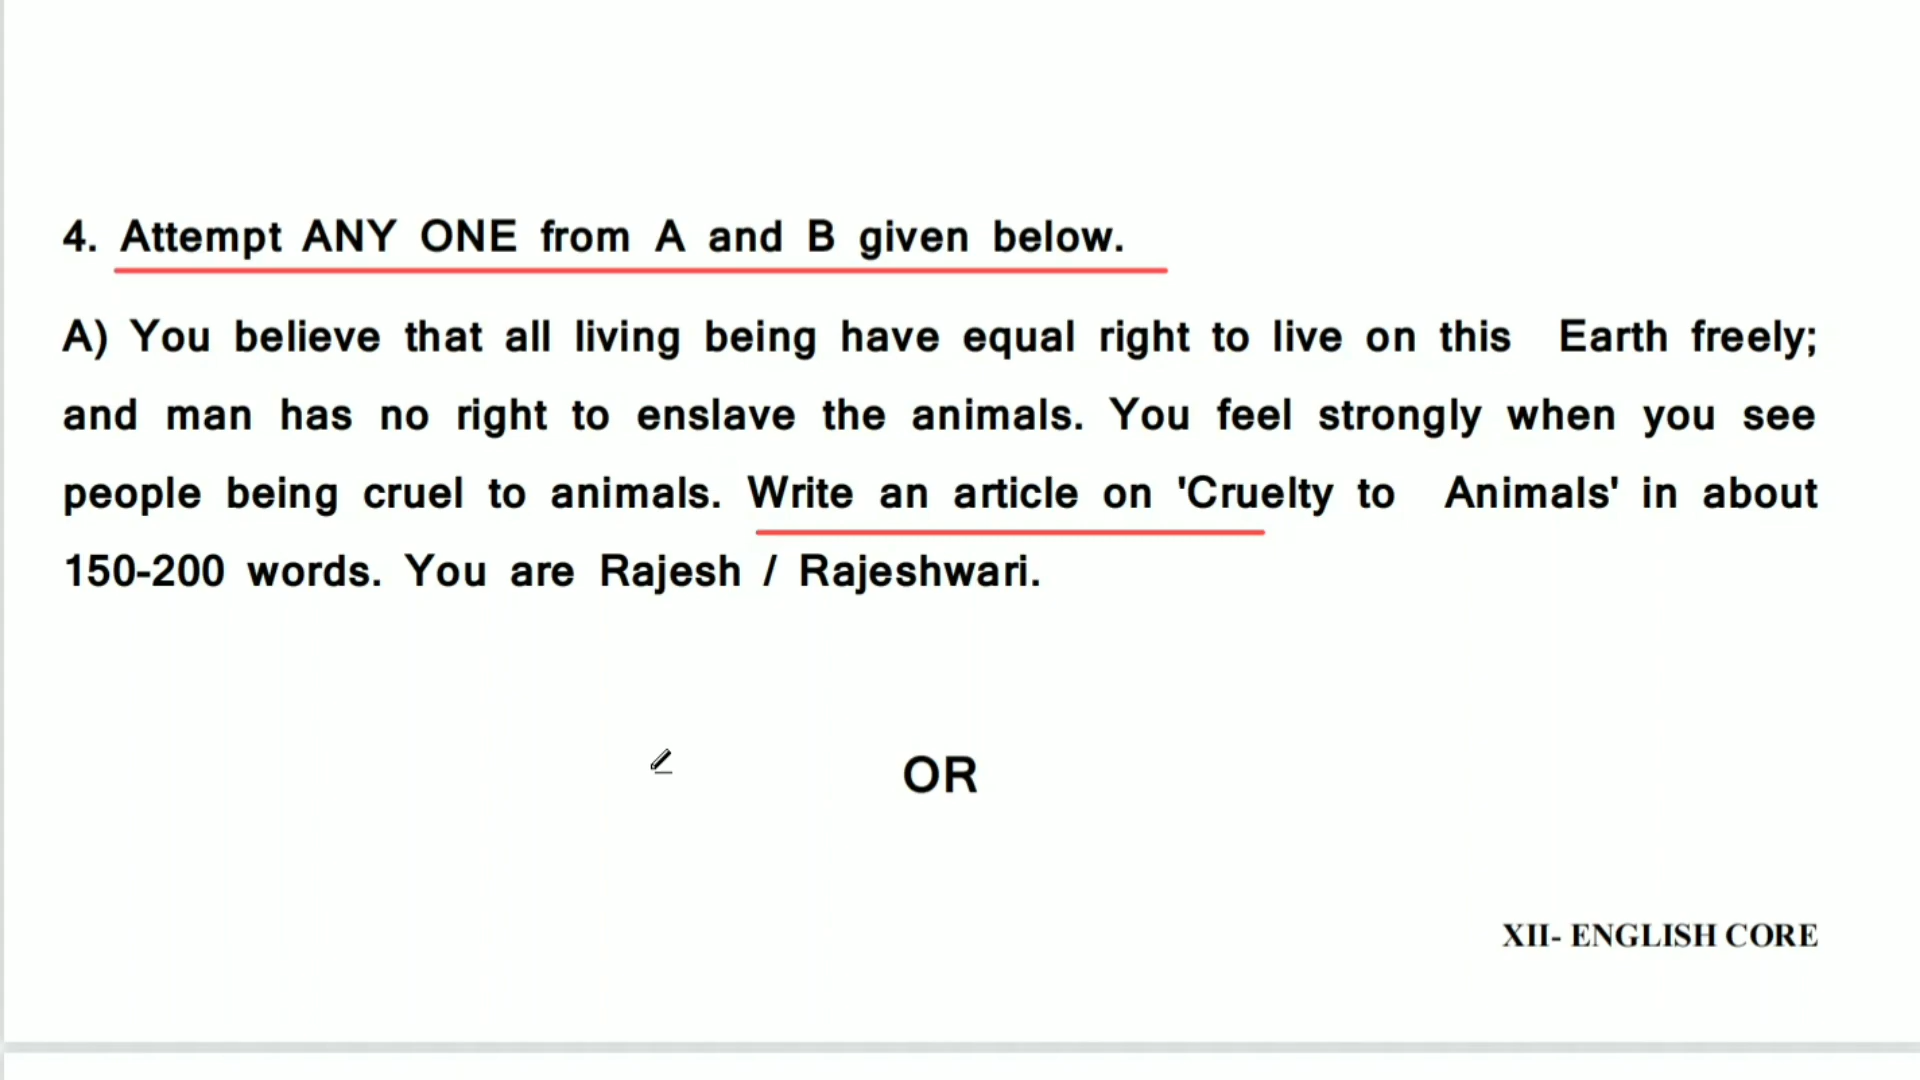 4. Attempt ANY ONE from A and B given below.
A) You believe that all living being have equal right to live on this Earth freely;
and man has no right to enslave the animals. You feel strongly when you see
people being cruel to animals. Write an article on 'Cruelty to Animals' in about
150-200 words. You are Rajesh / Rajeshwari.
OR
XII- ENGLISH CORE